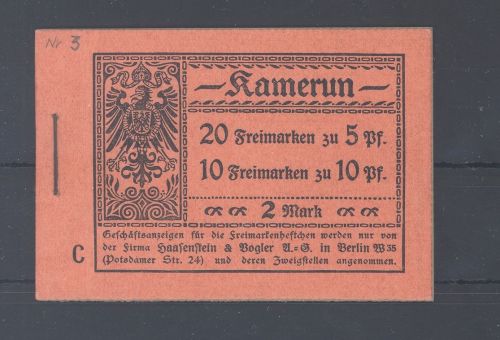 Nr 3
— Kamerun —
20 Freimarken zu 5 Pf.
10 Freimarken zu 10 Pf.
2 Mark
Geschäftsanzeigen für die Freimarkenheftchen werden nur von
der Firma Haasenstein & Vogler A.=G. in Berlin W 35
(Potsdamer Str. 24) und deren Zweigstellen angenommen.
C